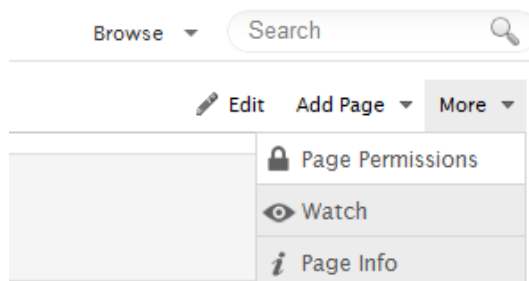 Browse Search
Edit Add Page More
Page Permissions
Watch
Page Info